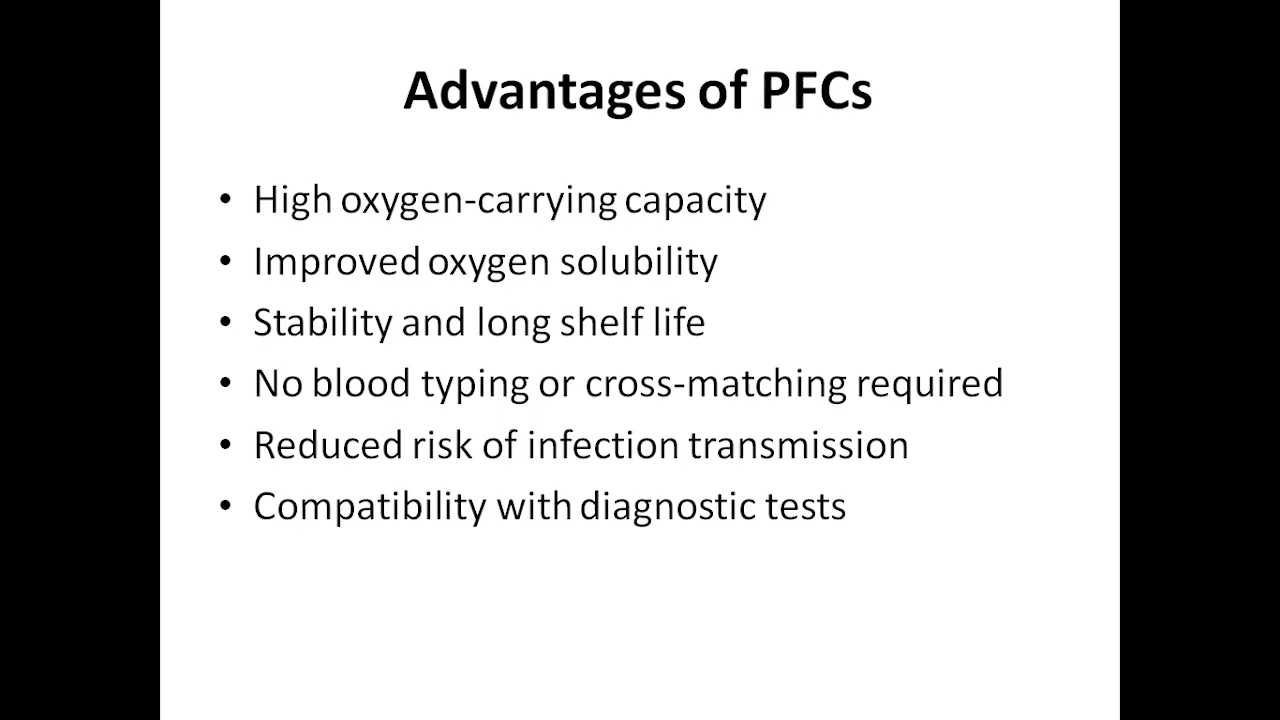 Advantages of PFCs
• High oxygen-carrying capacity
• Improved oxygen solubility
• Stability and long shelf life
• No blood typing or cross-matching required
• Reduced risk of infection transmission
• Compatibility with diagnostic tests